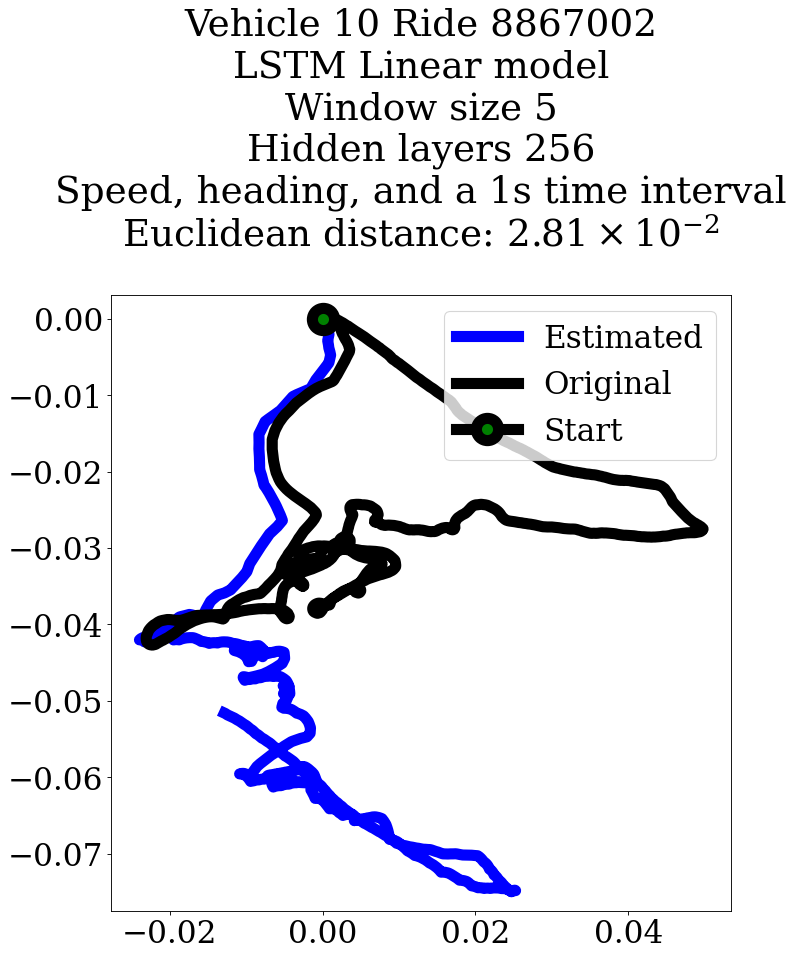 Vehicle 10 Ride 8867002
LSTM Linear model
Window size 5
Hidden layers 256
Speed, heading, and a 1s time interval
Euclidean distance: 2.81 × 10⁻²
Estimated
Original
Start
0.00
−0.01
−0.02
−0.03
−0.04
−0.05
−0.06
−0.07
−0.02 0.00 0.02 0.04